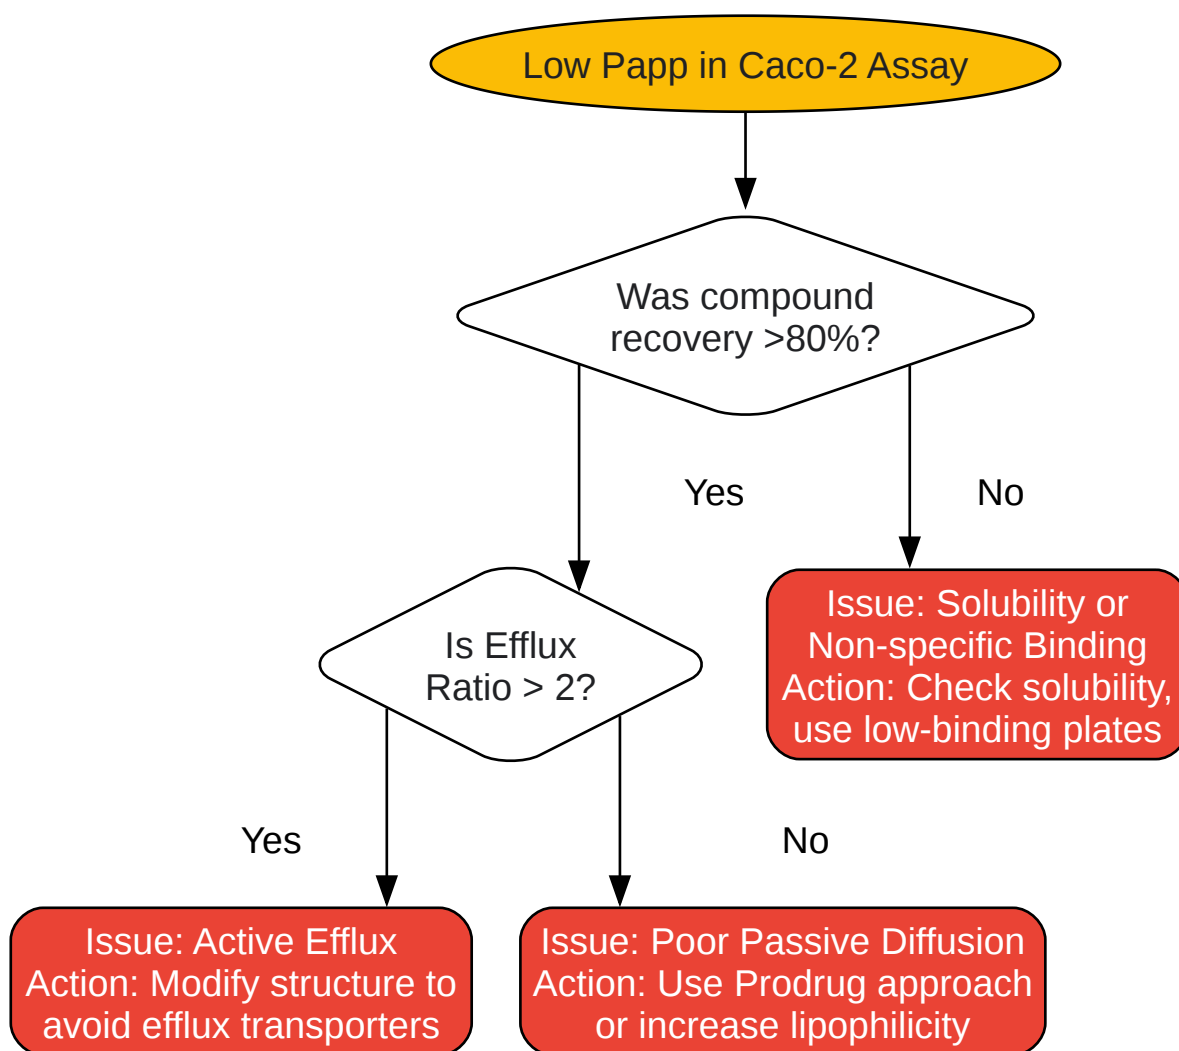 Low Papp in Caco-2 Assay
Was compound
recovery >80%?
Yes
No
Issue: Solubility or
Non-specific Binding
Action: Check solubility,
use low-binding plates
Is Efflux
Ratio > 2?
Yes
No
Issue: Active Efflux
Action: Modify structure to
avoid efflux transporters
Issue: Poor Passive Diffusion
Action: Use Prodrug approach
or increase lipophilicity